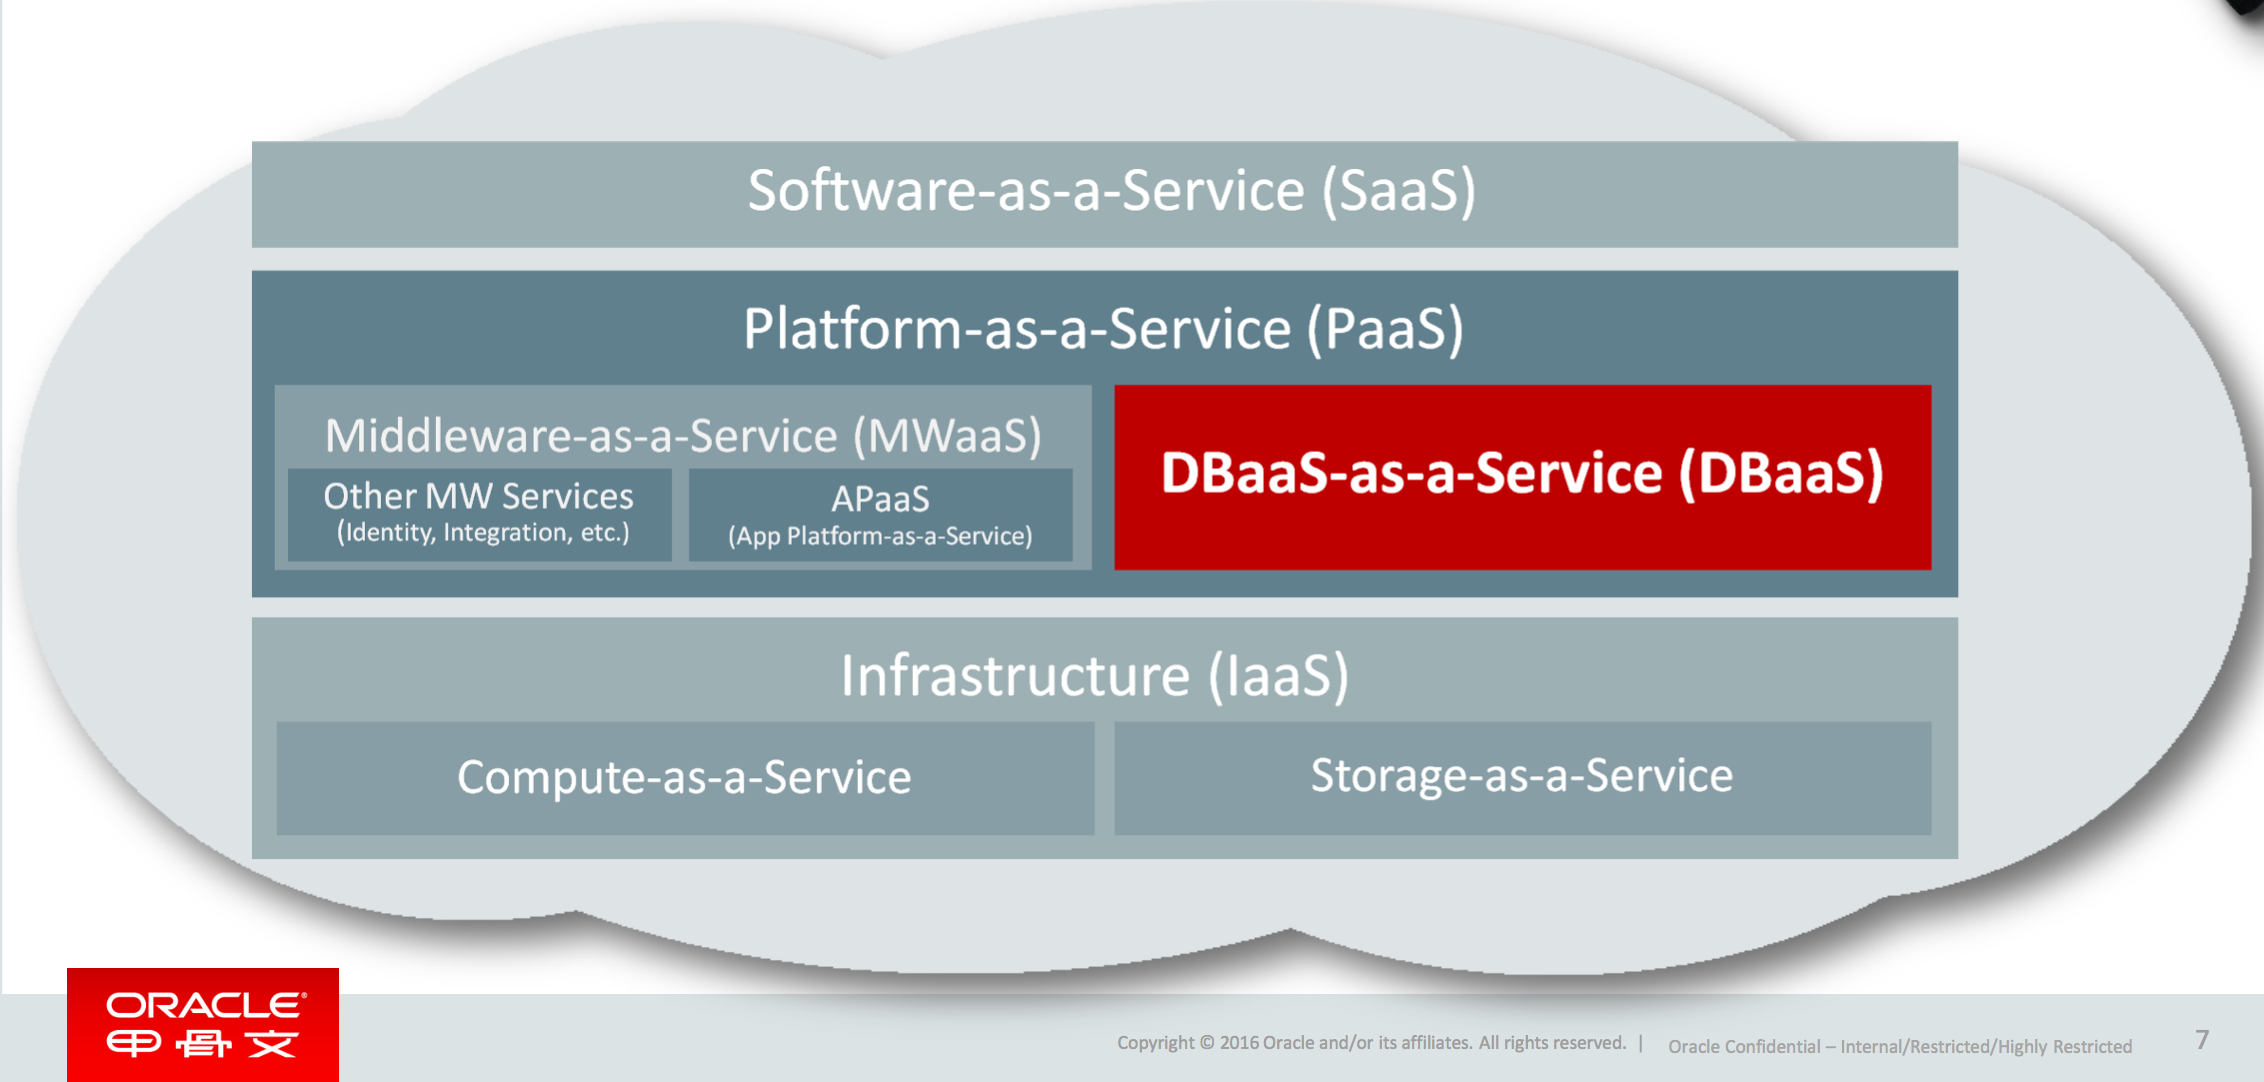 Software-as-a-Service (SaaS)
Platform-as-a-Service (PaaS)
Middleware-as-a-Service (MWaaS)
Other MW Services
(Identity, Integration, etc.)
APaaS
(App Platform-as-a-Service)
DBaaS-as-a-Service (DBaaS)
Infrastructure (IaaS)
Compute-as-a-Service
Storage-as-a-Service
ORACLE®
甲骨文
Copyright © 2016 Oracle and/or its affiliates. All rights reserved. |
Oracle Confidential – Internal/Restricted/Highly Restricted
7